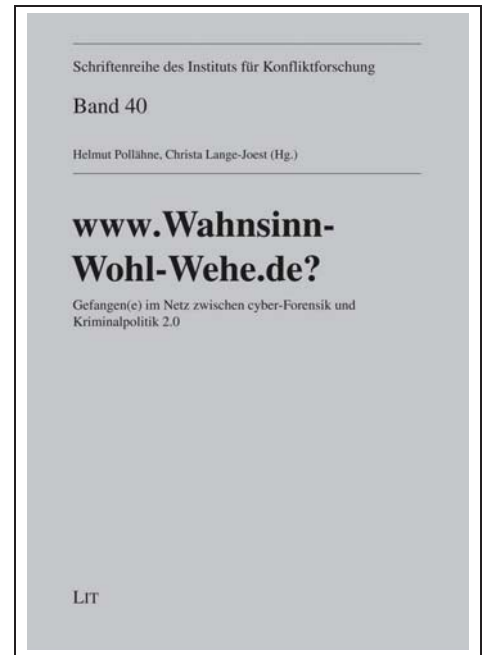 Schriftenreihe des Instituts für Konfliktforschung
Band 40
Helmut Pollähne, Christa Lange-Joest (Hg.)
www.Wahnsinn-
Wohl-Wehe.de?
Gefangen(e) im Netz zwischen cyber-Forensik und
Kriminalpolitik 2.0
LIT